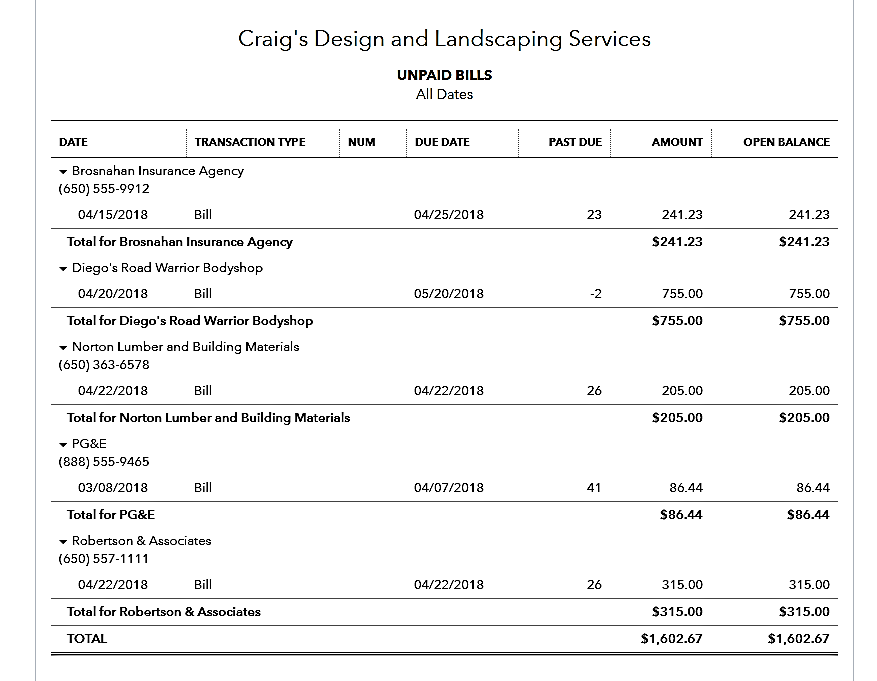 Craig's Design and Landscaping Services
UNPAID BILLS
All Dates
DATE TRANSACTION TYPE NUM DUE DATE PAST DUE AMOUNT OPEN BALANCE
Brosnahan Insurance Agency
(650) 555-9912
04/15/2018 Bill 04/25/2018 23 241.23 241.23
Total for Brosnahan Insurance Agency $241.23 $241.23
Diego's Road Warrior Bodyshop
04/20/2018 Bill 05/20/2018 -2 755.00 755.00
Total for Diego's Road Warrior Bodyshop $755.00 $755.00
Norton Lumber and Building Materials
(650) 363-6578
04/22/2018 Bill 04/22/2018 26 205.00 205.00
Total for Norton Lumber and Building Materials $205.00 $205.00
PG&E
(888) 555-9465
03/08/2018 Bill 04/07/2018 41 86.44 86.44
Total for PG&E $86.44 $86.44
Robertson & Associates
(650) 557-1111
04/22/2018 Bill 04/22/2018 26 315.00 315.00
Total for Robertson & Associates $315.00 $315.00
TOTAL $1,602.67 $1,602.67